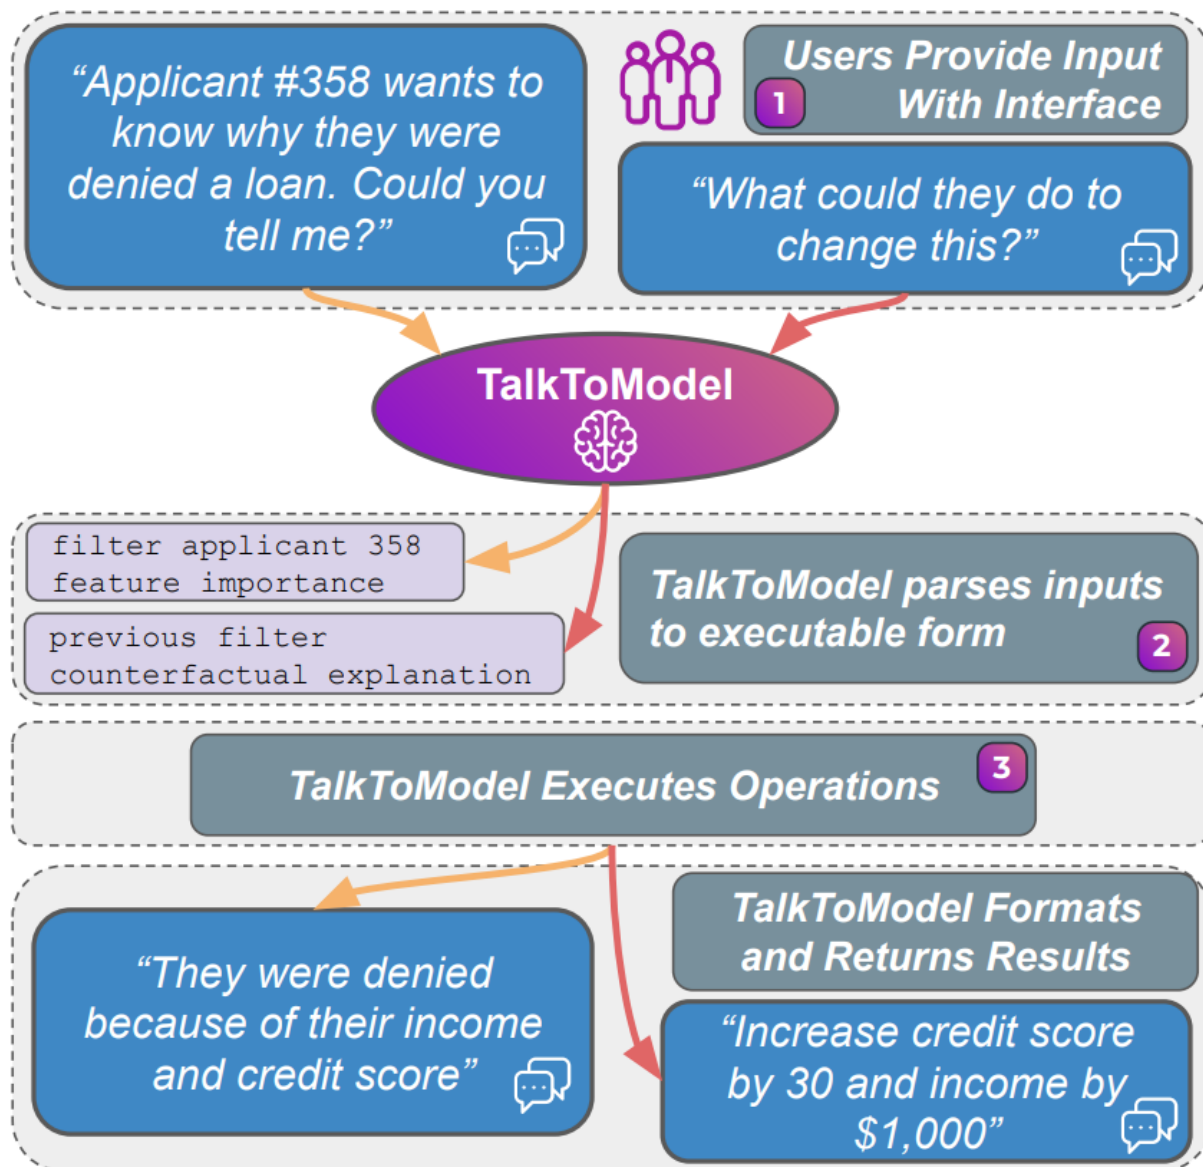 “Applicant #358 wants to
know why they were
denied a loan. Could you
tell me?”
Users Provide Input
With Interface
1
“What could they do to
change this?”
TalkToModel
filter applicant 358
feature importance
previous filter
counterfactual explanation
TalkToModel parses inputs
to executable form
2
TalkToModel Executes Operations
3
“They were denied
because of their income
and credit score”
TalkToModel Formats
and Returns Results
“Increase credit score
by 30 and income by
$1,000”